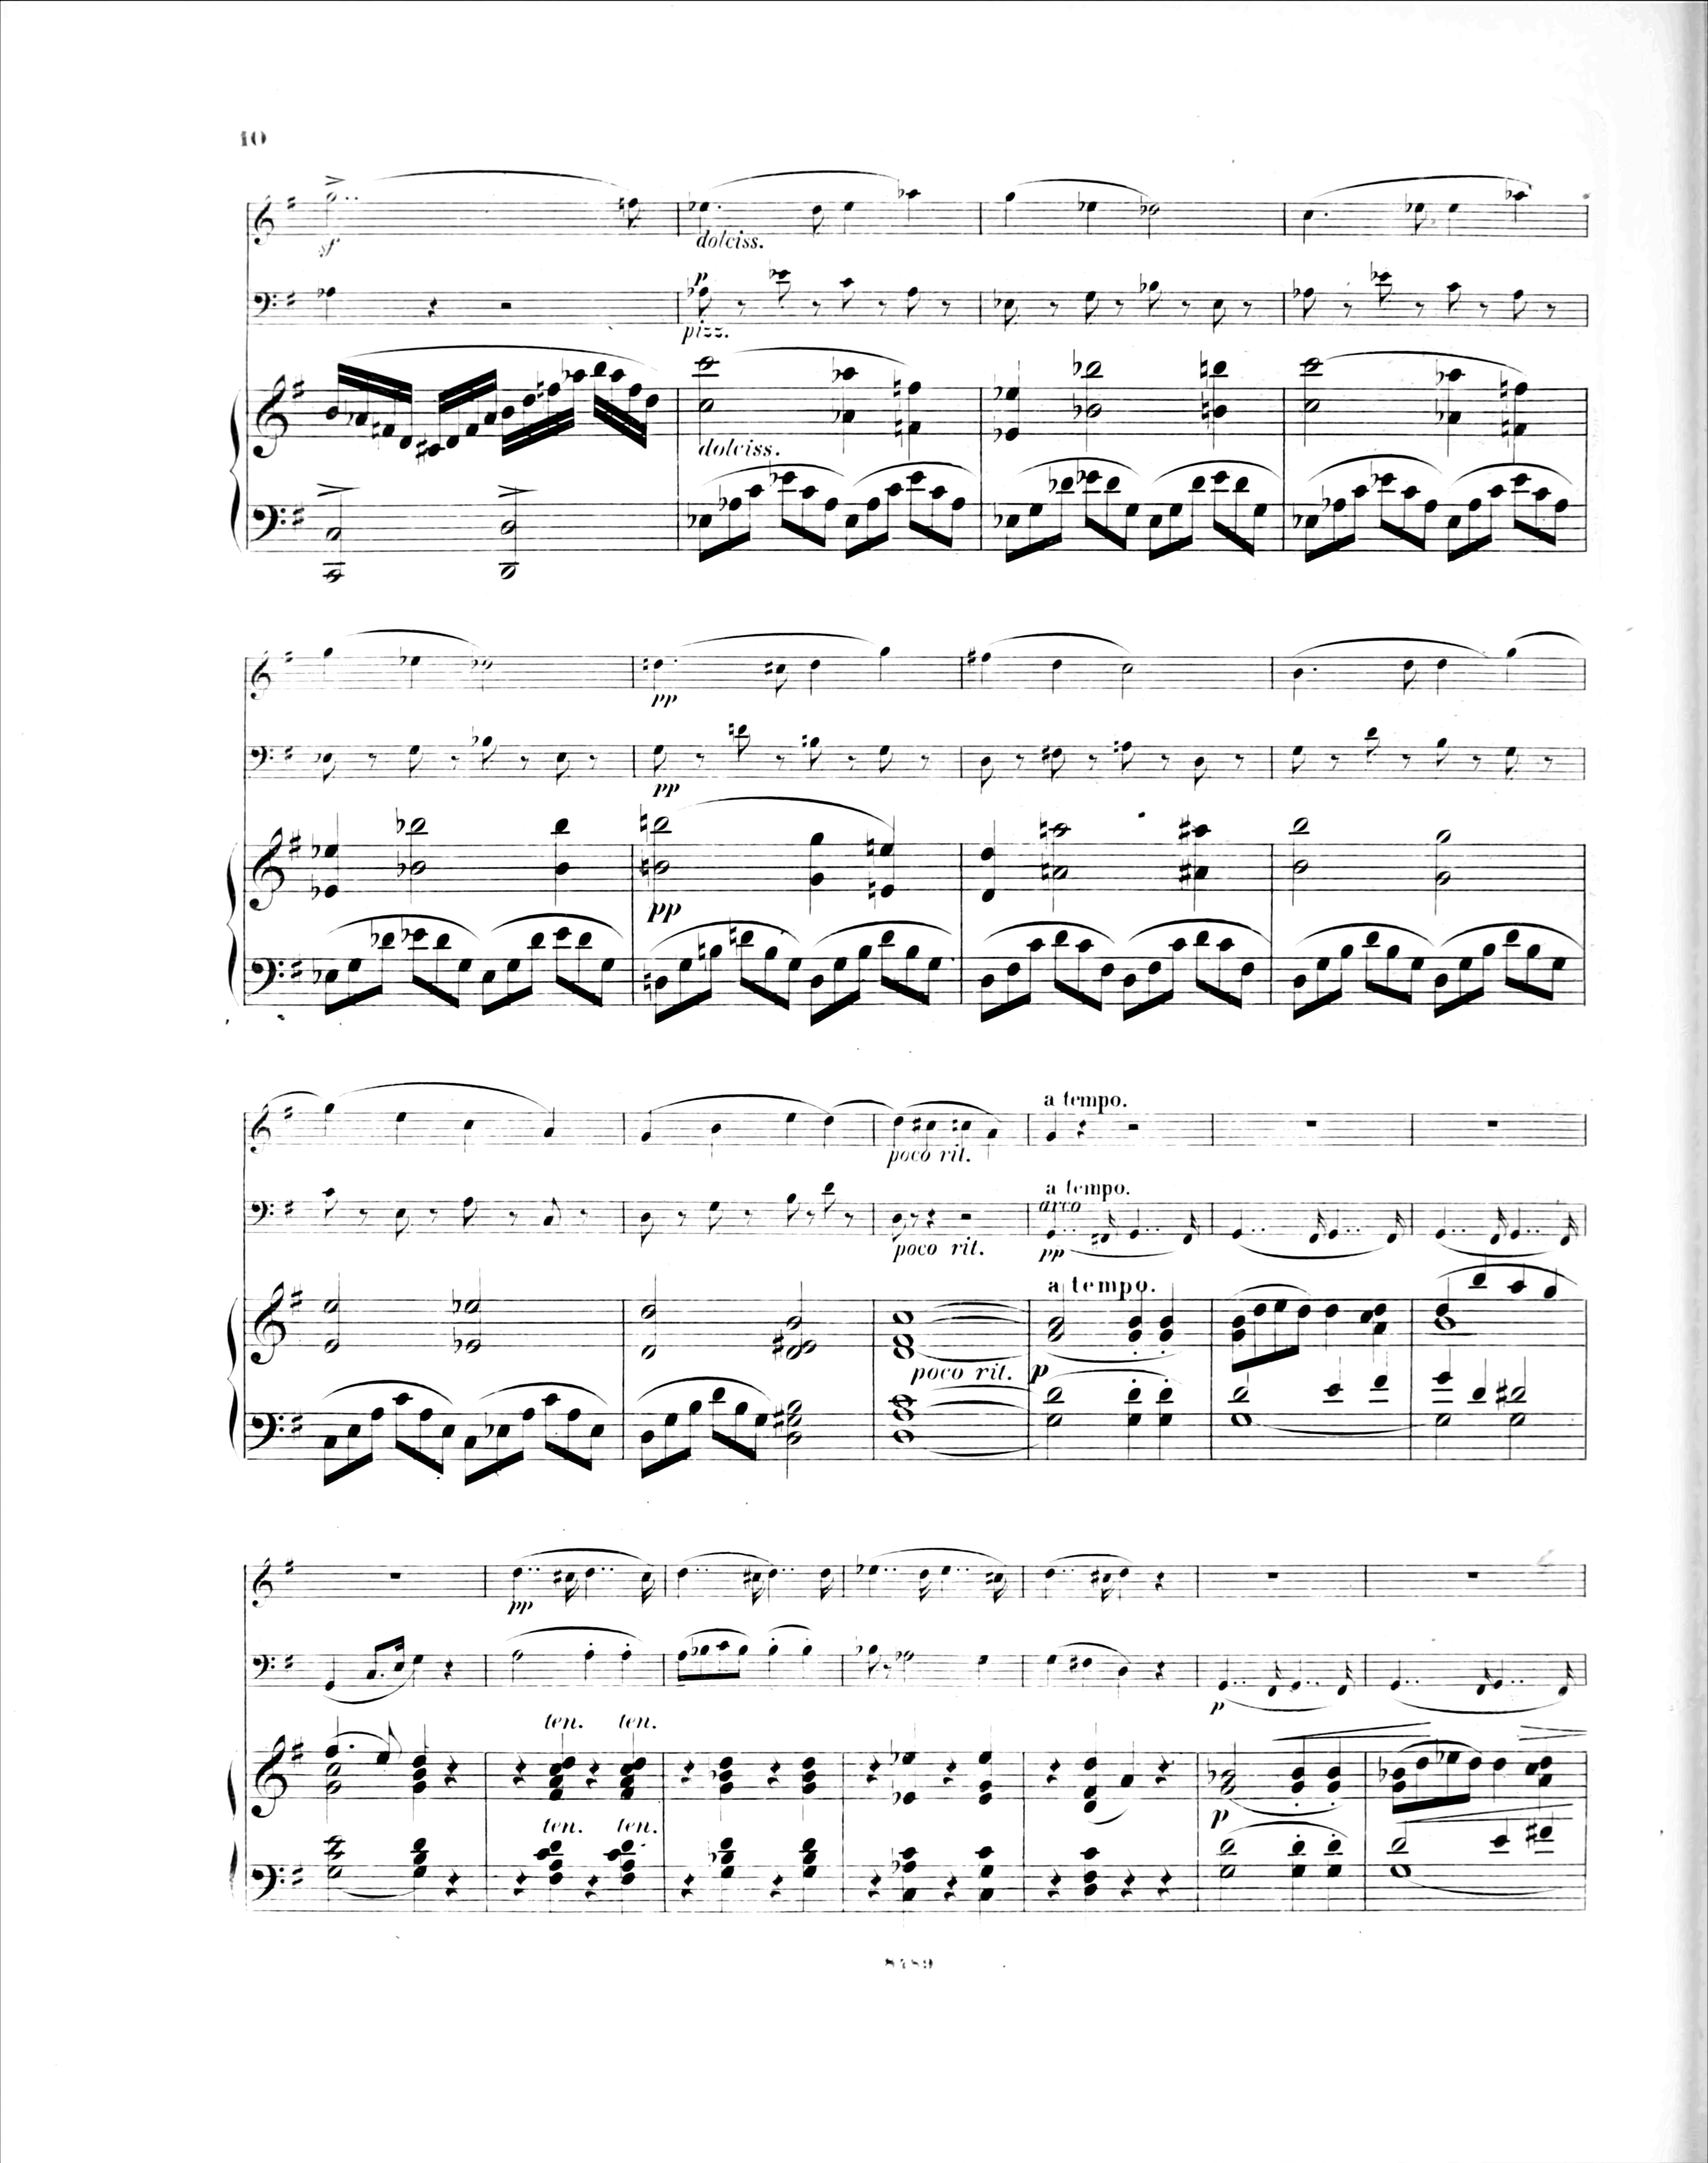 10
sf
dolciss.
p
pizz.
dolciss.
pp
pp
pp
a tempo.
poco rit.
a tempo.
arco
poco rit.
pp
a tempo.
poco rit. p
pp
p
ten. ten.
p
ten. ten.